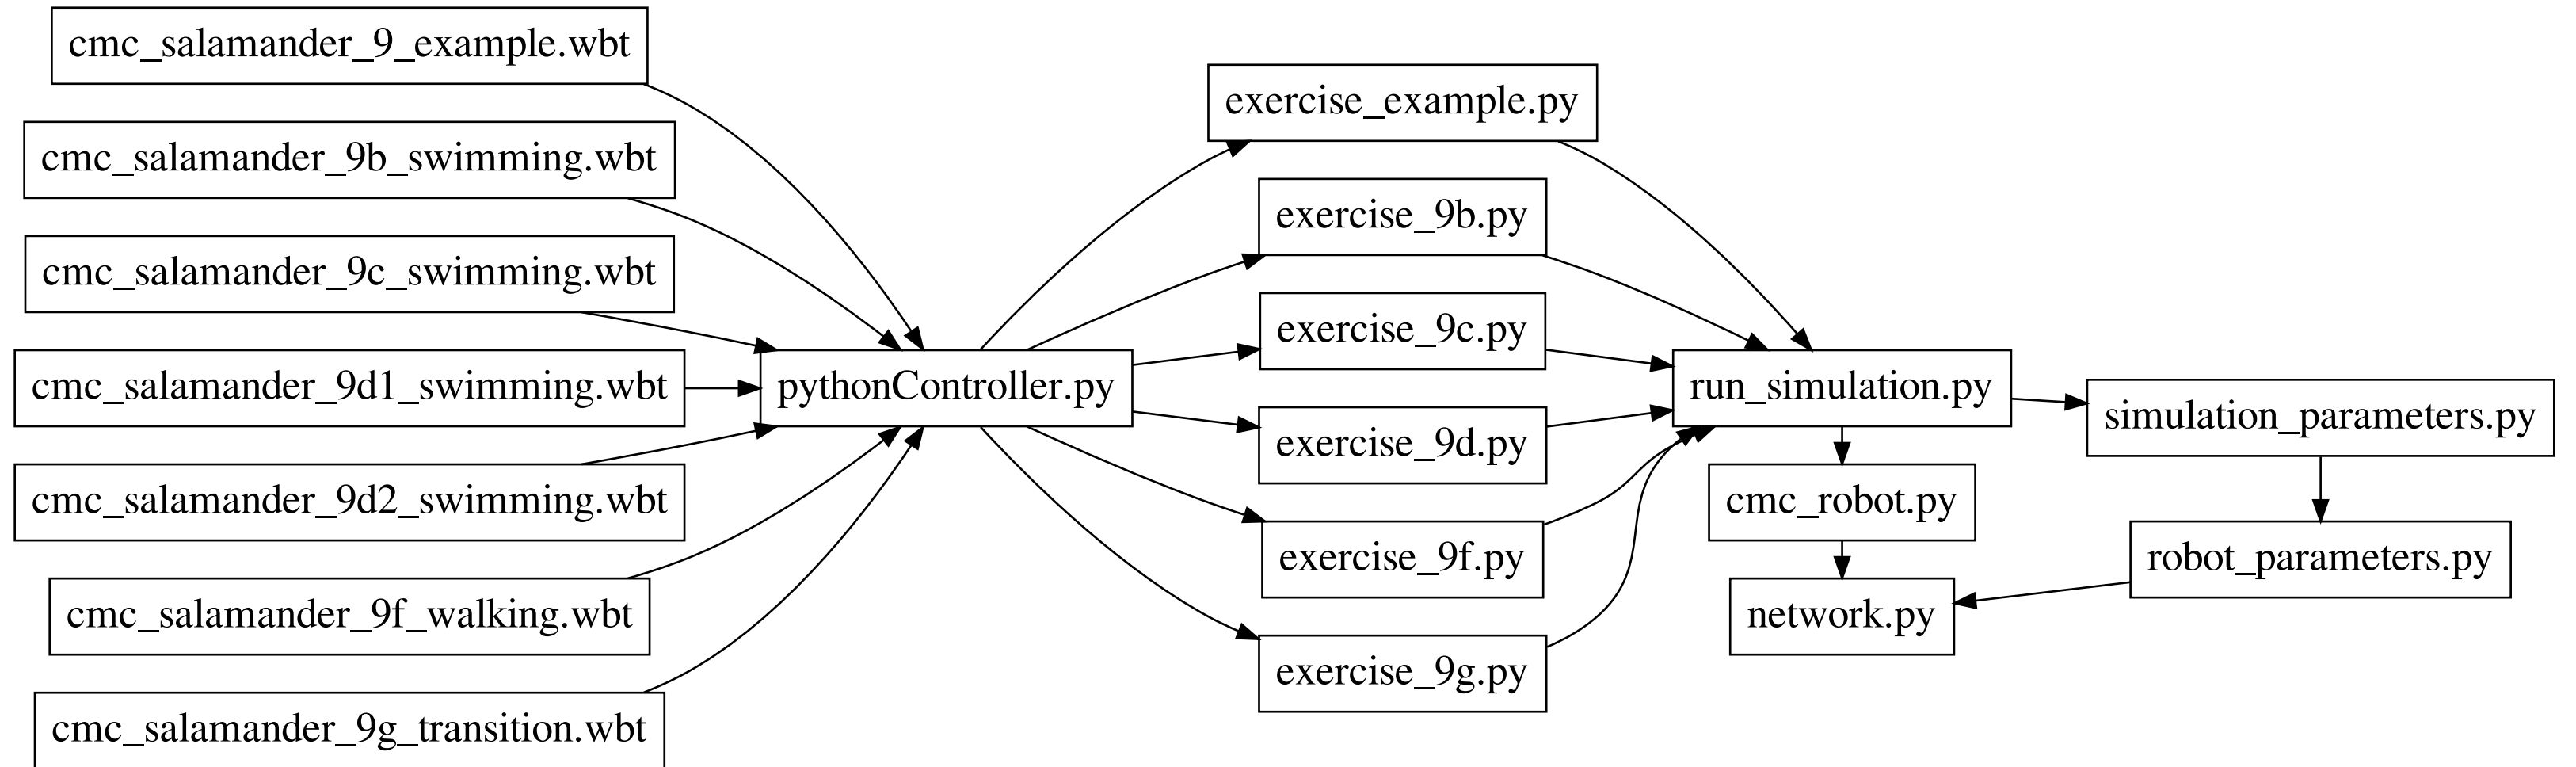 cmc_salamander_9_example.wbt
cmc_salamander_9b_swimming.wbt
cmc_salamander_9c_swimming.wbt
cmc_salamander_9d1_swimming.wbt
cmc_salamander_9d2_swimming.wbt
cmc_salamander_9f_walking.wbt
cmc_salamander_9g_transition.wbt
pythonController.py
exercise_example.py
exercise_9b.py
exercise_9c.py
exercise_9d.py
exercise_9f.py
exercise_9g.py
run_simulation.py
cmc_robot.py
network.py
simulation_parameters.py
robot_parameters.py